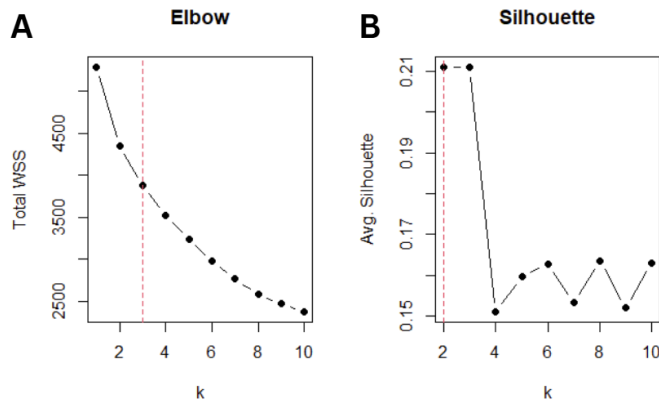 A
Elbow
Total WSS
4500
3500
2500
2 4 6 8 10
k
B
Silhouette
Avg. Silhouette
0.21
0.19
0.17
0.15
2 4 6 8 10
k